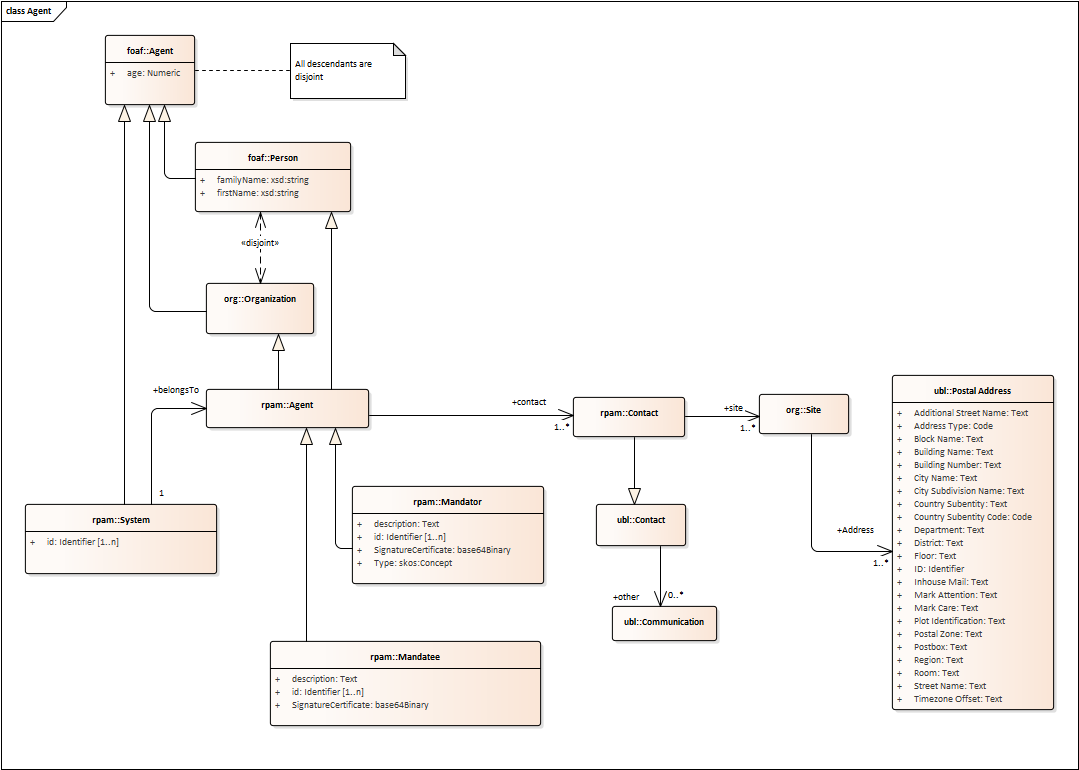 class Agent
foaf::Agent
+ age: Numeric
All descendants are
disjoint
foaf::Person
+ familyName: xsd:string
+ firstName: xsd:string
«disjoint»
org::Organization
+belongsTo
rpam::Agent
+contact
1..*
rpam::Contact
+site
1..*
org::Site
ubl::Postal Address
+ Additional Street Name: Text
+ Address Type: Code
+ Block Name: Text
+ Building Name: Text
+ Building Number: Text
+ City Name: Text
+ City Subdivision Name: Text
+ Country Subentity: Text
+ Country Subentity Code: Code
+ Department: Text
+ District: Text
+ Floor: Text
+ ID: Identifier
+ Inhouse Mail: Text
+ Mark Attention: Text
+ Mark Care: Text
+ Plot Identification: Text
+ Postal Zone: Text
+ Postbox: Text
+ Region: Text
+ Room: Text
+ Street Name: Text
+ Timezone Offset: Text
1
rpam::System
+ id: Identifier [1..n]
rpam::Mandator
+ description: Text
+ id: Identifier [1..n]
+ SignatureCertificate: base64Binary
+ Type: skos:Concept
ubl::Contact
+Address
1..*
+other
0..*
ubl::Communication
rpam::Mandatee
+ description: Text
+ id: Identifier [1..n]
+ SignatureCertificate: base64Binary